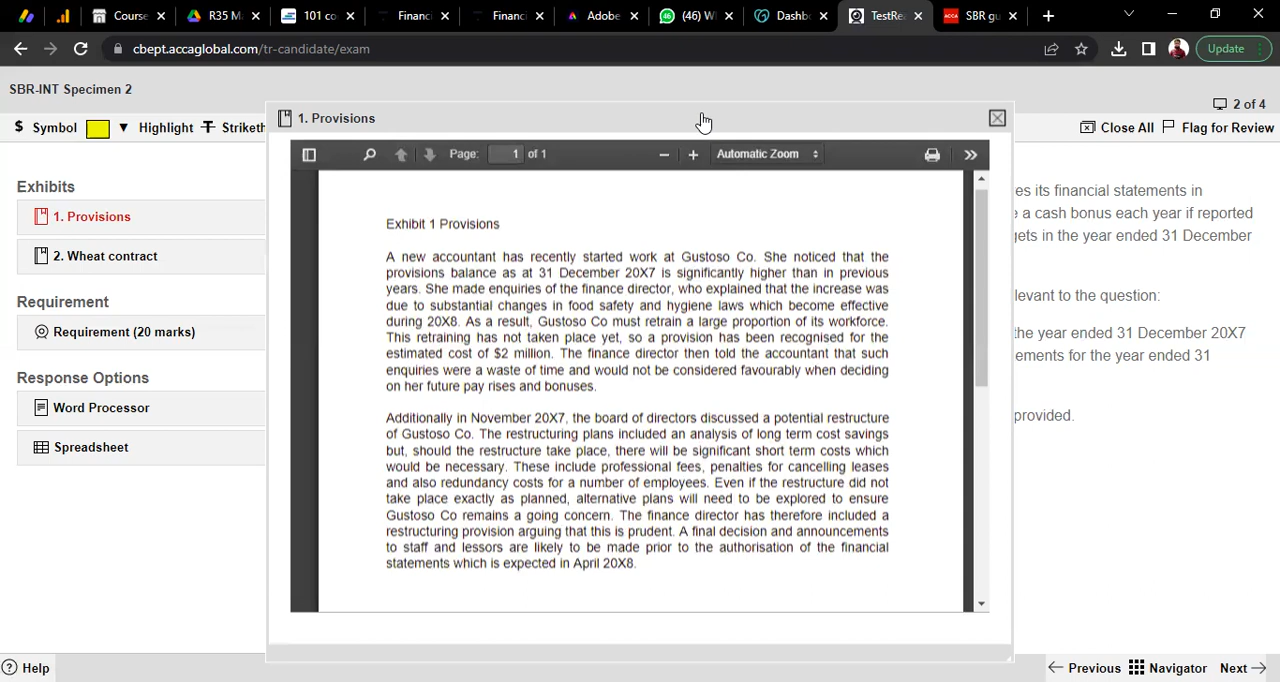 Course
R35 M
101 co
Financi
Financi
Adobe
(46) W
Dashb
TestRea
SBR gu
cbept.accaglobal.com/tr-candidate/exam
Update
SBR-INT Specimen 2
2 of 4
$ Symbol
Highlight
Striketh
Close All
Flag for Review
1. Provisions
Page: 1 of 1
Automatic Zoom
Exhibits
1. Provisions
2. Wheat contract
Requirement
Requirement (20 marks)
Response Options
Word Processor
Spreadsheet
Exhibit 1 Provisions
A new accountant has recently started work at Gustoso Co. She noticed that the
provisions balance as at 31 December 20X7 is significantly higher than in previous
years. She made enquiries of the finance director, who explained that the increase was
due to substantial changes in food safety and hygiene laws which become effective
during 20X8. As a result, Gustoso Co must retrain a large proportion of its workforce.
This retraining has not taken place yet, so a provision has been recognised for the
estimated cost of $2 million. The finance director then told the accountant that such
enquiries were a waste of time and would not be considered favourably when deciding
on her future pay rises and bonuses.
Additionally in November 20X7, the board of directors discussed a potential restructure
of Gustoso Co. The restructuring plans included an analysis of long term cost savings
but, should the restructure take place, there will be significant short term costs which
would be necessary. These include professional fees, penalties for cancelling leases
and also redundancy costs for a number of employees. Even if the restructure did not
take place exactly as planned, alternative plans will need to be explored to ensure
Gustoso Co remains a going concern. The finance director has therefore included a
restructuring provision arguing that this is prudent. A final decision and announcements
to staff and lessors are likely to be made prior to the authorisation of the financial
statements which is expected in April 20X8.
es its financial statements in
e a cash bonus each year if reported
gets in the year ended 31 December
levant to the question:
the year ended 31 December 20X7
ements for the year ended 31
provided.
Help
Previous
Navigator
Next